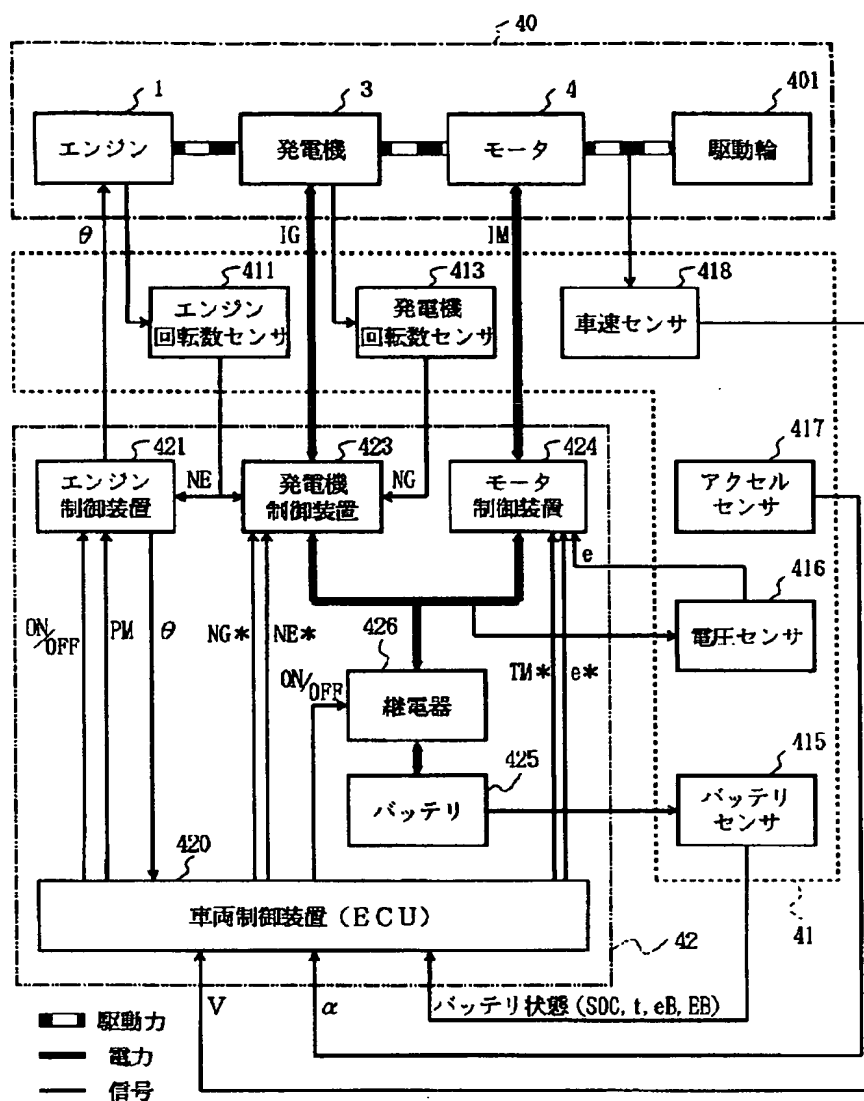 40
1
3
4
401
エンジン
発電機
モータ
駆動輪
θ
IG
IM
411
413
418
エンジン
回転数センサ
発電機
回転数センサ
車速センサ
421
423
424
417
エンジン
制御装置
NE
発電機
制御装置
NG
モータ
制御装置
アクセル
センサ
e
416
電圧センサ
ON/OFF
PM
θ
NG*
NE*
426
ON/OFF
継電器
TM*
e*
425
415
バッテリ
バッテリ
センサ
420
車両制御装置(ECU)
42
41
V
α
バッテリ状態(SOC, t, eB, EB)
駆動力
電力
信号